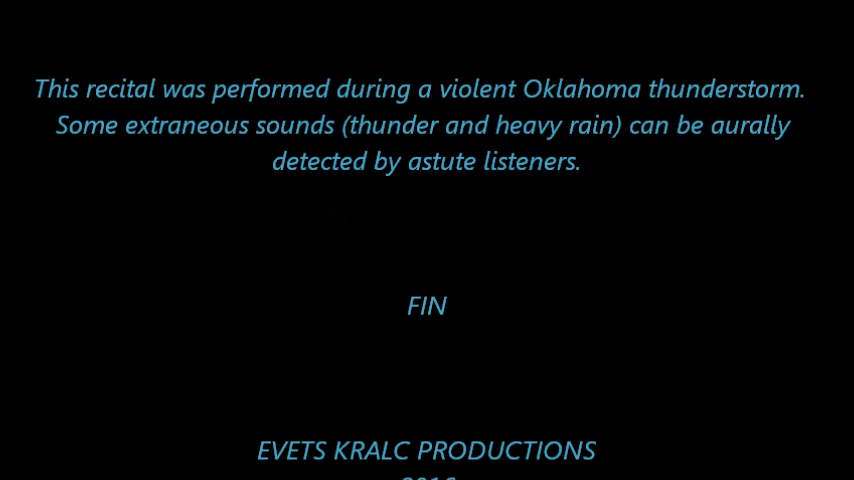 This recital was performed during a violent Oklahoma thunderstorm.
Some extraneous sounds (thunder and heavy rain) can be aurally
detected by astute listeners.
FIN
EVETS KRALC PRODUCTIONS